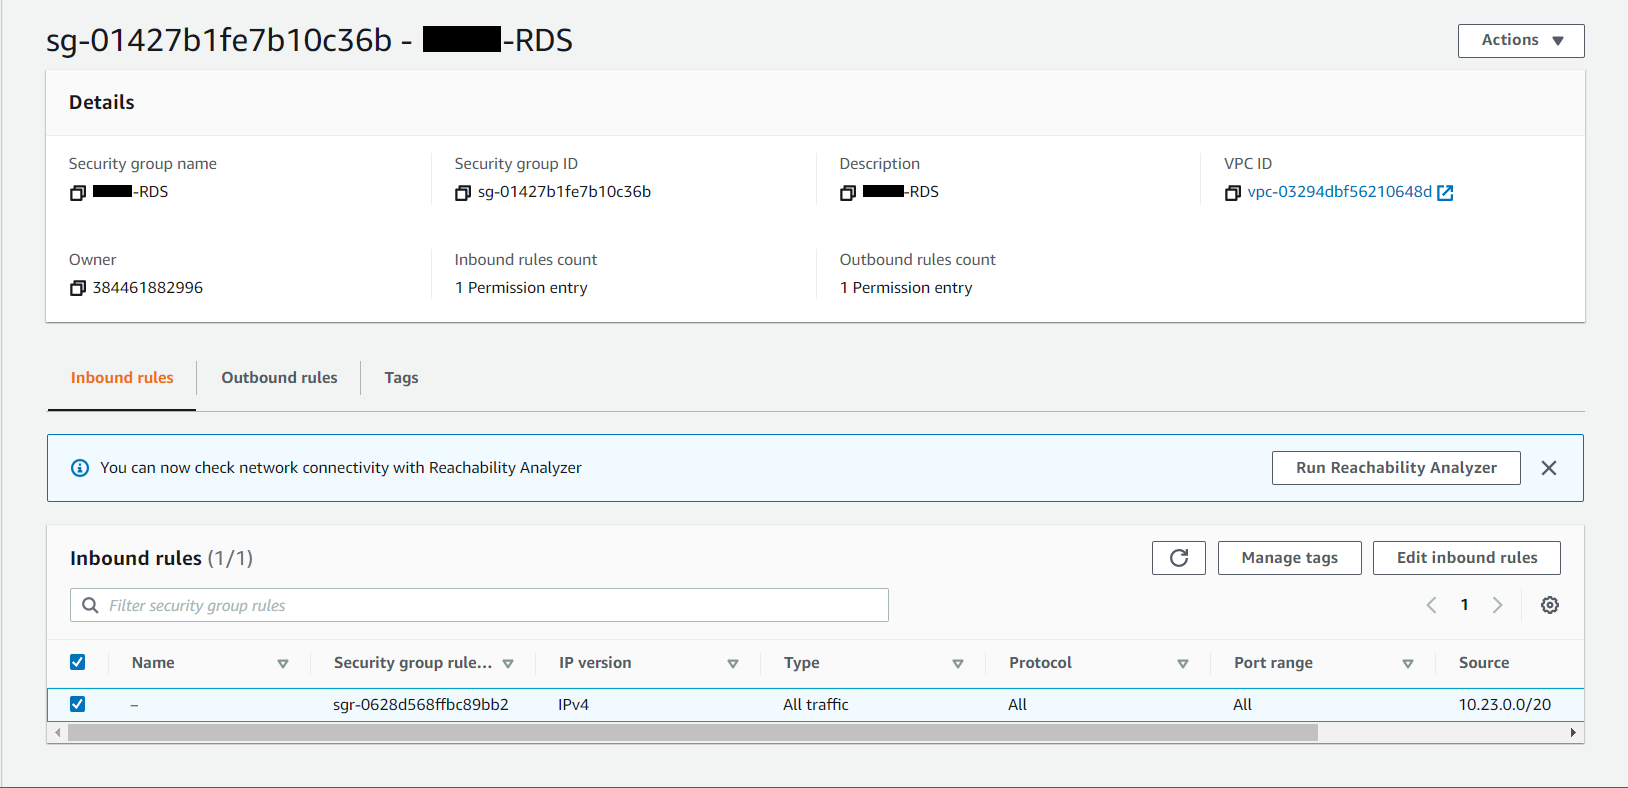 sg-01427b1fe7b10c36b - -RDS
Actions
Details
Security group name
Security group ID
Description
VPC ID
-RDS
sg-01427b1fe7b10c36b
-RDS
vpc-03294dbf56210648d
Owner
Inbound rules count
Outbound rules count
384461882996
1 Permission entry
1 Permission entry
Inbound rules
Outbound rules
Tags
You can now check network connectivity with Reachability Analyzer
Run Reachability Analyzer
Inbound rules (1/1)
Manage tags
Edit inbound rules
Filter security group rules
1
Name
Security group rule...
IP version
Type
Protocol
Port range
Source
–
sgr-0628d568ffbc89bb2
IPv4
All traffic
All
All
10.23.0.0/20